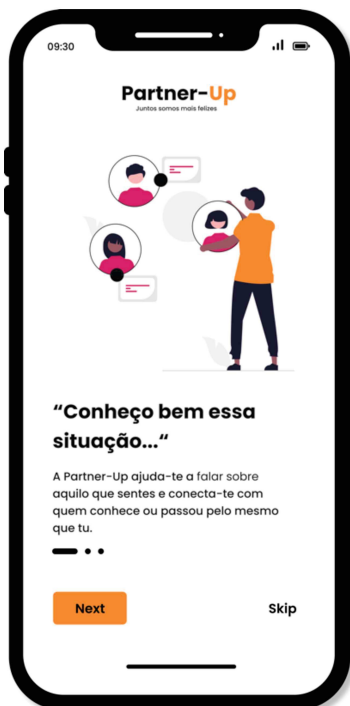 09:30
Partner-Up
Juntos somos mais felizes
“Conheço bem essa
situação...“
A Partner-Up ajuda-te a falar sobre
aquilo que sentes e conecta-te com
quem conhece ou passou pelo mesmo
que tu.
Next
Skip